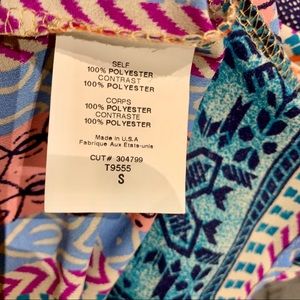 SELF
100% POLYESTER
CONTRAST
100% POLYESTER
CORPS
100% POLYESTER
CONTRASTE
100% POLYESTER
Made in U.S.A
Fabrique Aux Etats-unis
CUT# 304799
T9555
S